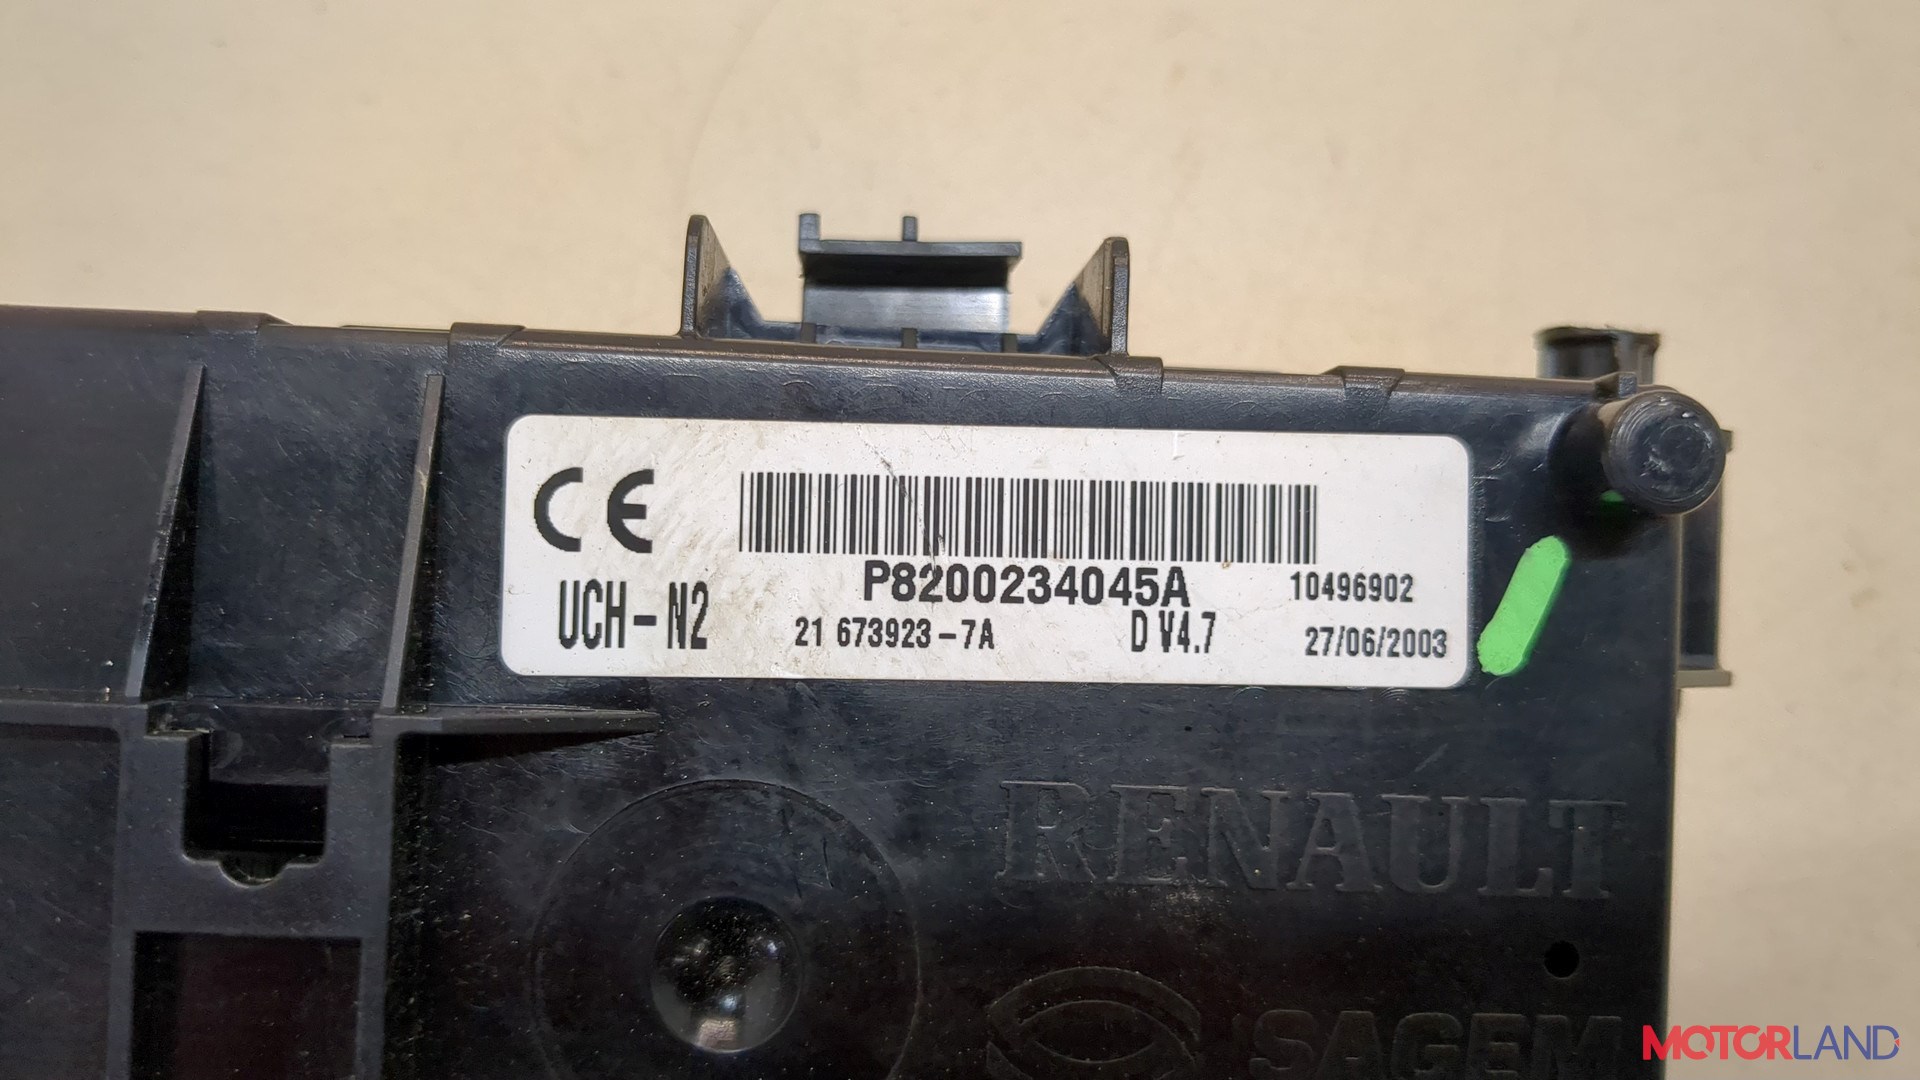 CE
P8200234045A
10496902
UCH-N2
21 673923-7A
D V4.7
27/06/2003
RENAULT
SAGEM
MOTORLAND